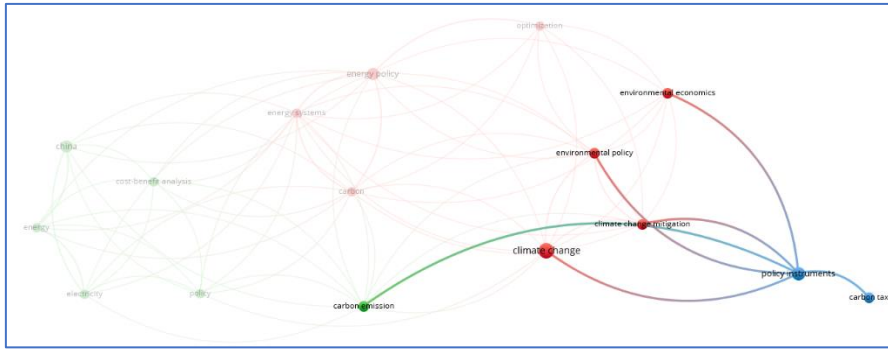 optimization
energy policy
environmental economics
energy systems
china
environmental policy
cost-benefit analysis
carbon
energy
climate change mitigation
climate change
policy instruments
electricity
policy
carbon emission
carbon tax